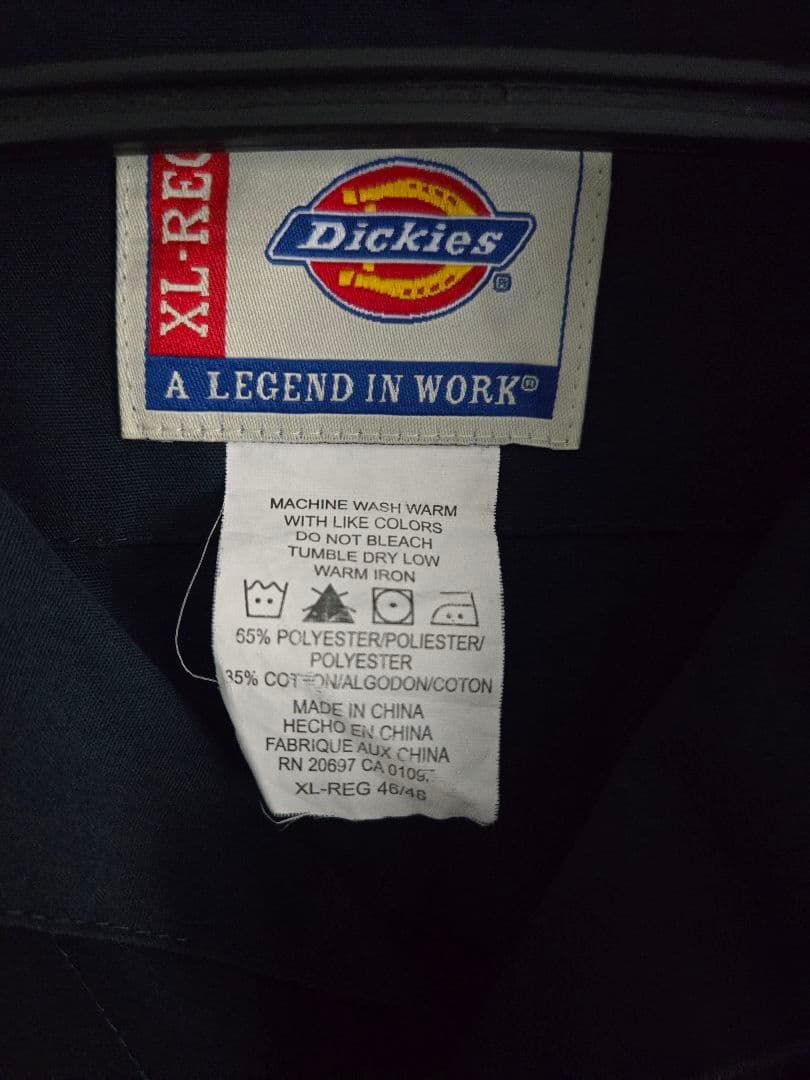 XL-REG
Dickies®
A LEGEND IN WORK®
MACHINE WASH WARM
WITH LIKE COLORS
DO NOT BLEACH
TUMBLE DRY LOW
WARM IRON
65% POLYESTER/POLIESTER/
POLYESTER
35% COTTON/ALGODON/COTON
MADE IN CHINA
HECHO EN CHINA
FABRIQUE AUX CHINA
RN 20697 CA
XL-REG 46/48